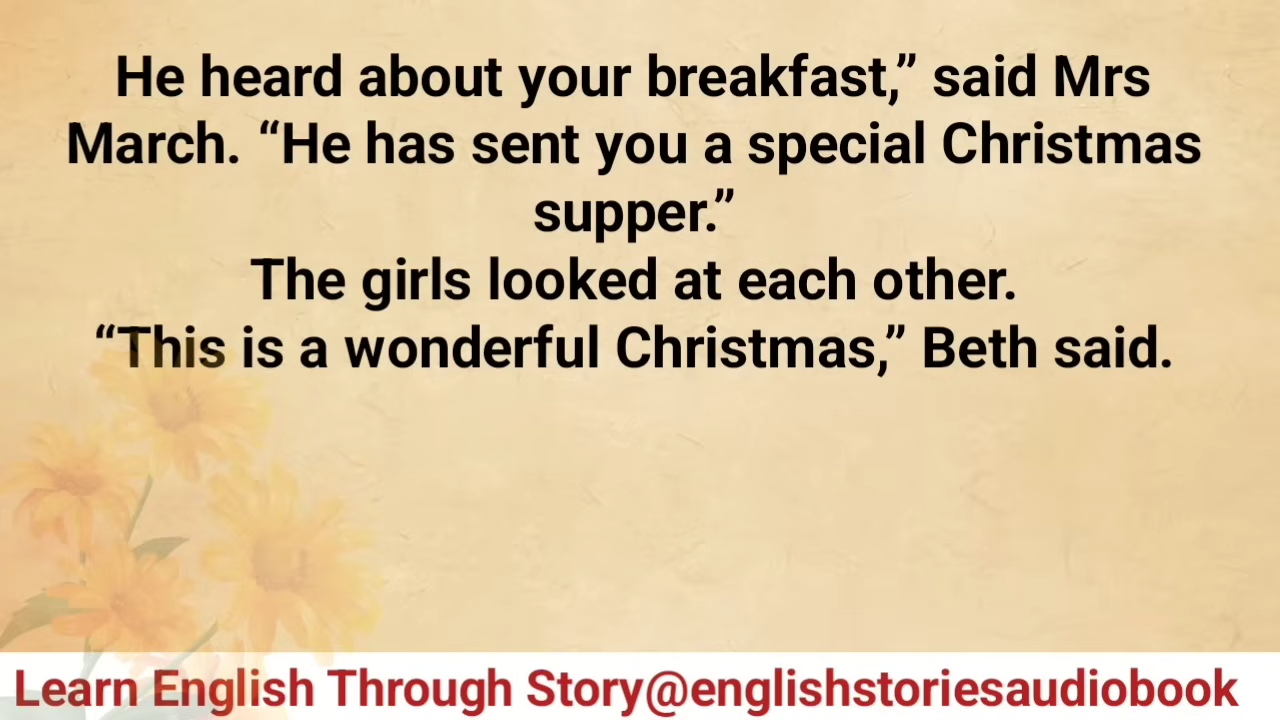 He heard about your breakfast,” said Mrs
March. “He has sent you a special Christmas
supper.”
The girls looked at each other.
“This is a wonderful Christmas,” Beth said.
Learn English Through Story@englishstoriesaudiobook